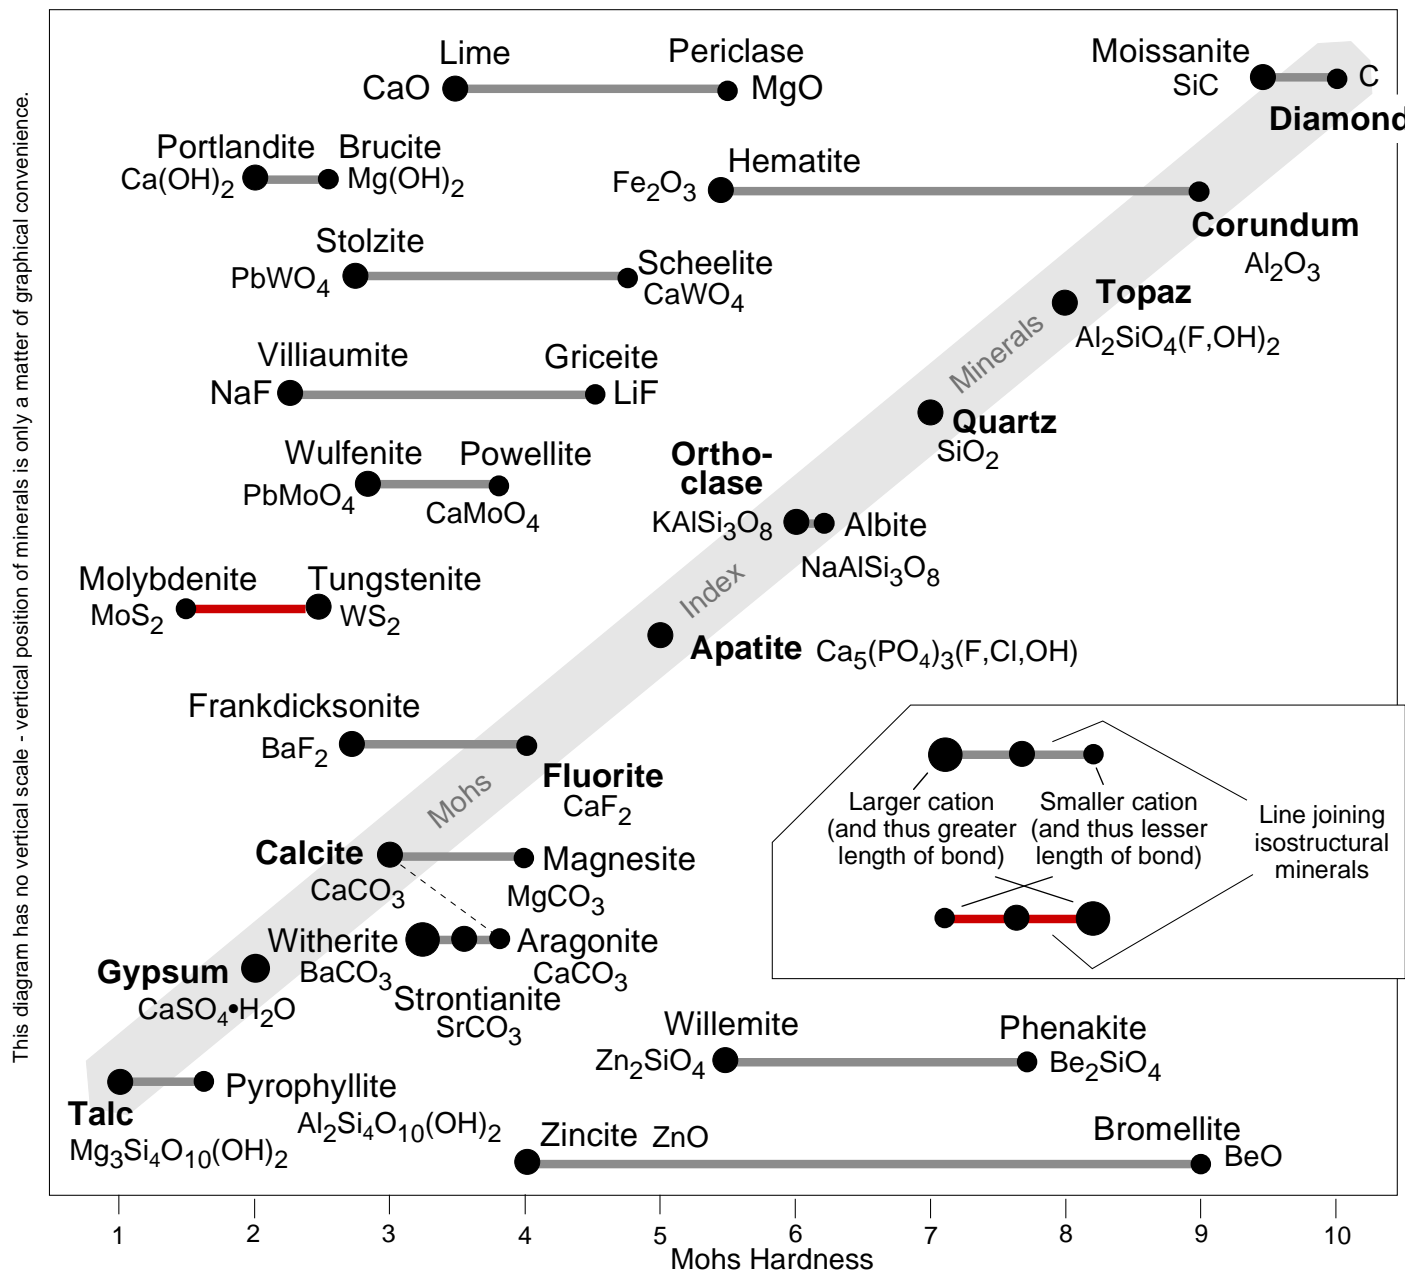 This diagram has no vertical scale - vertical position of minerals is only a matter of graphical convenience.
Lime
CaO
Periclase
MgO
Moissanite
SiC
C
Diamond
Portlandite
Ca(OH)2
Brucite
Mg(OH)2
Hematite
Fe2O3
Corundum
Al2O3
Stolzite
PbWO4
Scheelite
CaWO4
Topaz
Al2SiO4(F,OH)2
Minerals
Villiaumite
NaF
Griceite
LiF
Quartz
SiO2
Wulfenite
PbMoO4
Powellite
CaMoO4
Ortho-
clase
KAlSi3O8
Albite
NaAlSi3O8
Molybdenite
MoS2
Tungstenite
WS2
Index
Apatite Ca5(PO4)3(F,Cl,OH)
Frankdicksonite
BaF2
Fluorite
CaF2
Mohs
Larger cation
(and thus greater
length of bond)
Smaller cation
(and thus lesser
length of bond)
Line joining
isostructural
minerals
Calcite
CaCO3
Magnesite
MgCO3
Witherite
BaCO3
Aragonite
CaCO3
Strontianite
SrCO3
Gypsum
CaSO4•H2O
Willemite
Zn2SiO4
Phenakite
Be2SiO4
Talc
Mg3Si4O10(OH)2
Pyrophyllite
Al2Si4O10(OH)2
Zincite ZnO
Bromellite
BeO
1 2 3 4 5 6 7 8 9 10
Mohs Hardness